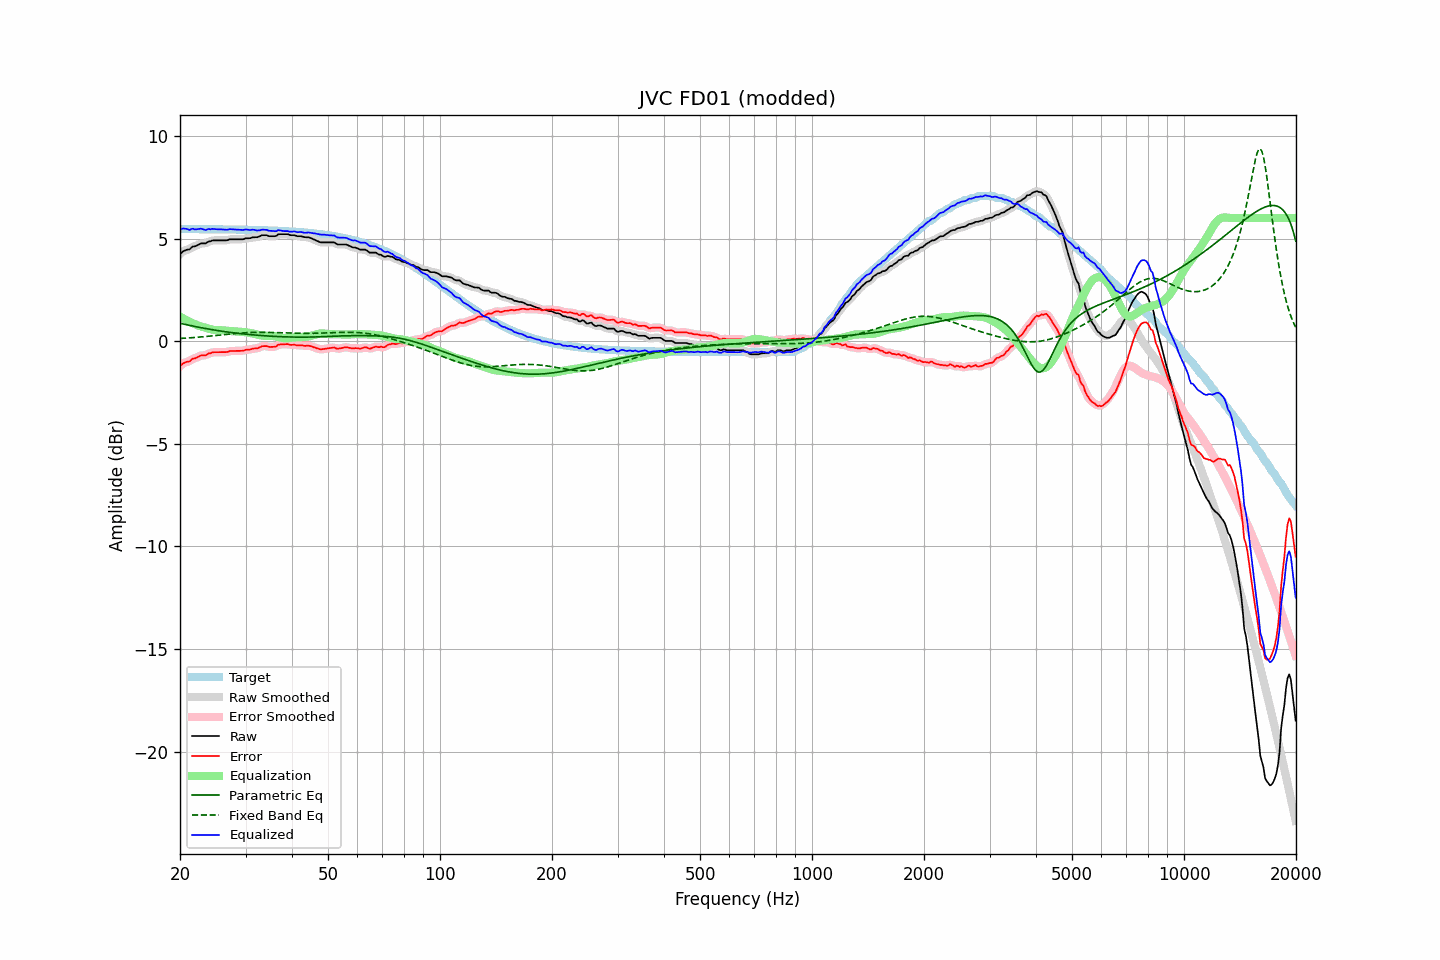 JVC FD01 (modded)
10
5
0
−5
−10
−15
−20
Amplitude (dBr)
Target
Raw Smoothed
Error Smoothed
Raw
Error
Equalization
Parametric Eq
Fixed Band Eq
Equalized
20 50 100 200 500 1000 2000 5000 10000 20000
Frequency (Hz)